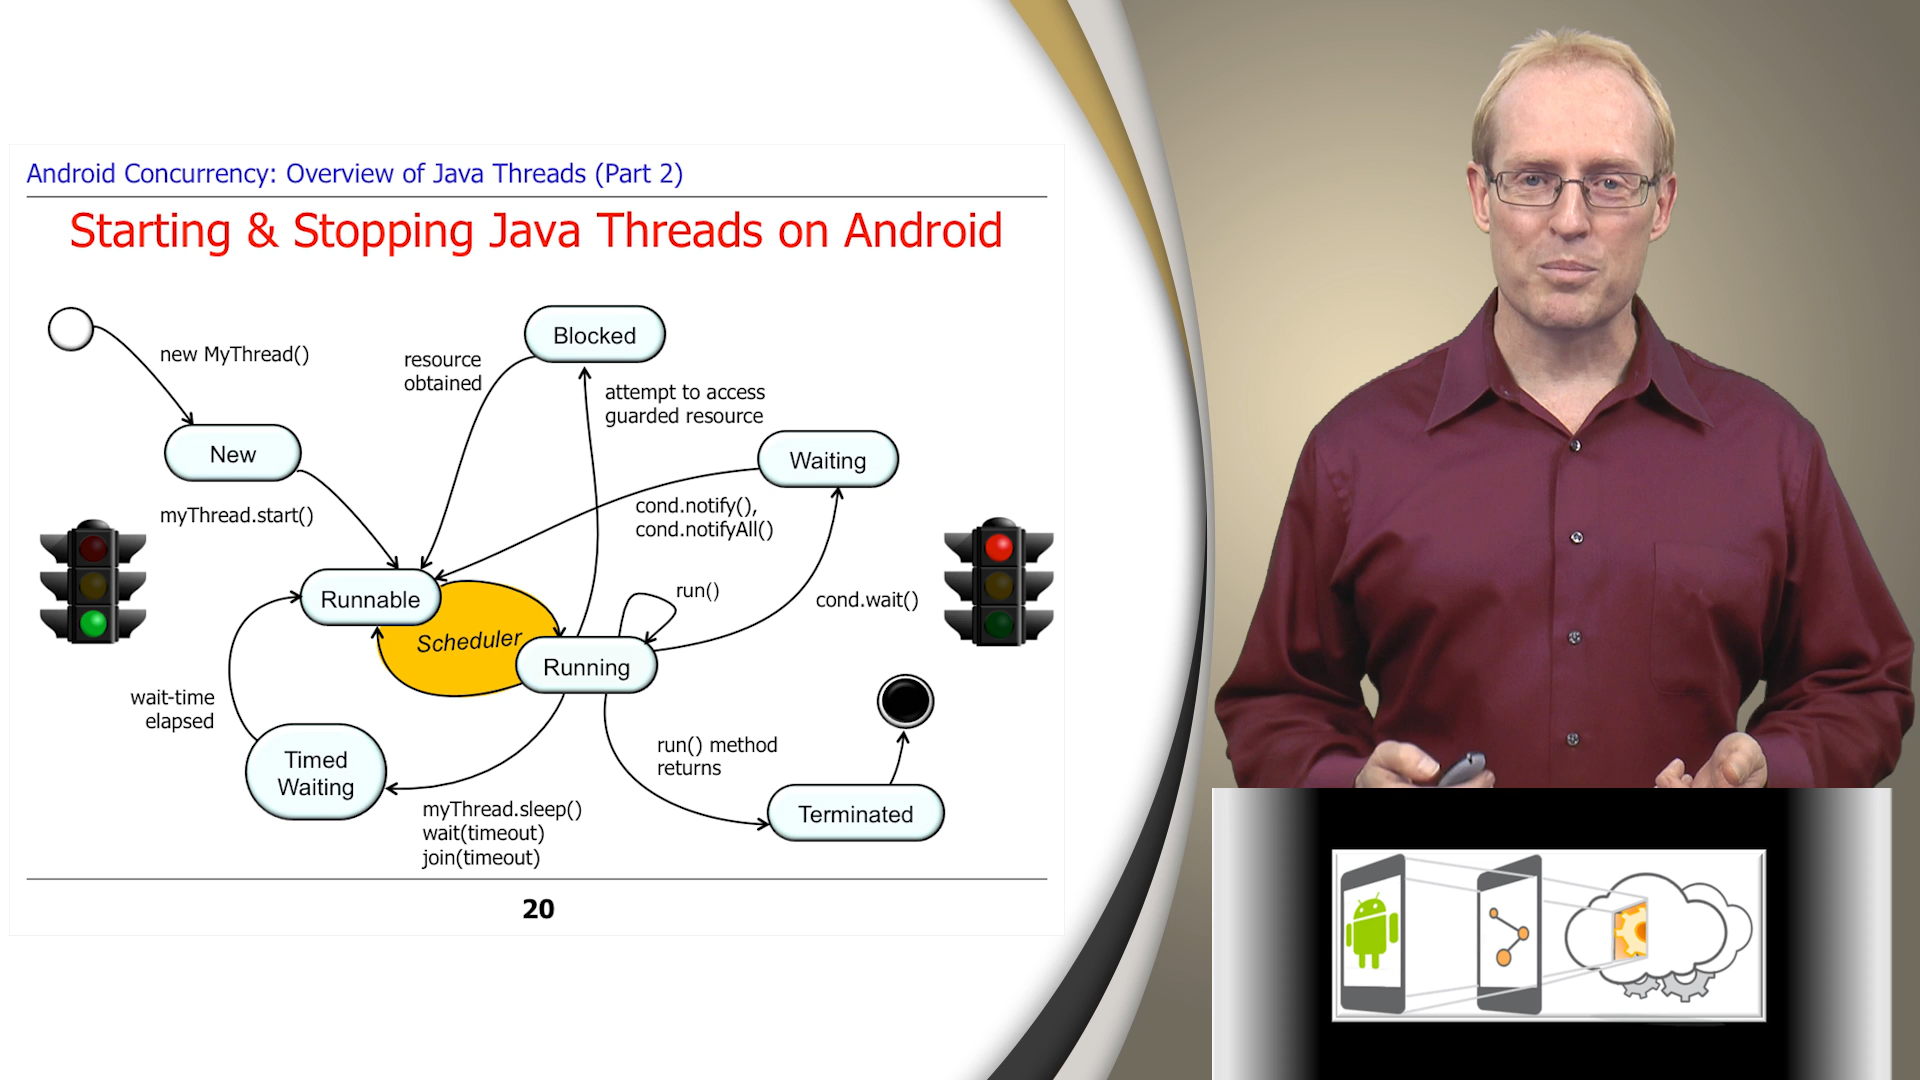 Android Concurrency: Overview of Java Threads (Part 2)
Starting & Stopping Java Threads on Android
new MyThread()
Blocked
resource
obtained
attempt to access
guarded resource
New
Waiting
myThread.start()
cond.notify(),
cond.notifyAll()
Runnable
run()
cond.wait()
Scheduler
Running
wait-time
elapsed
Timed
Waiting
run() method
returns
myThread.sleep()
wait(timeout)
join(timeout)
Terminated
20